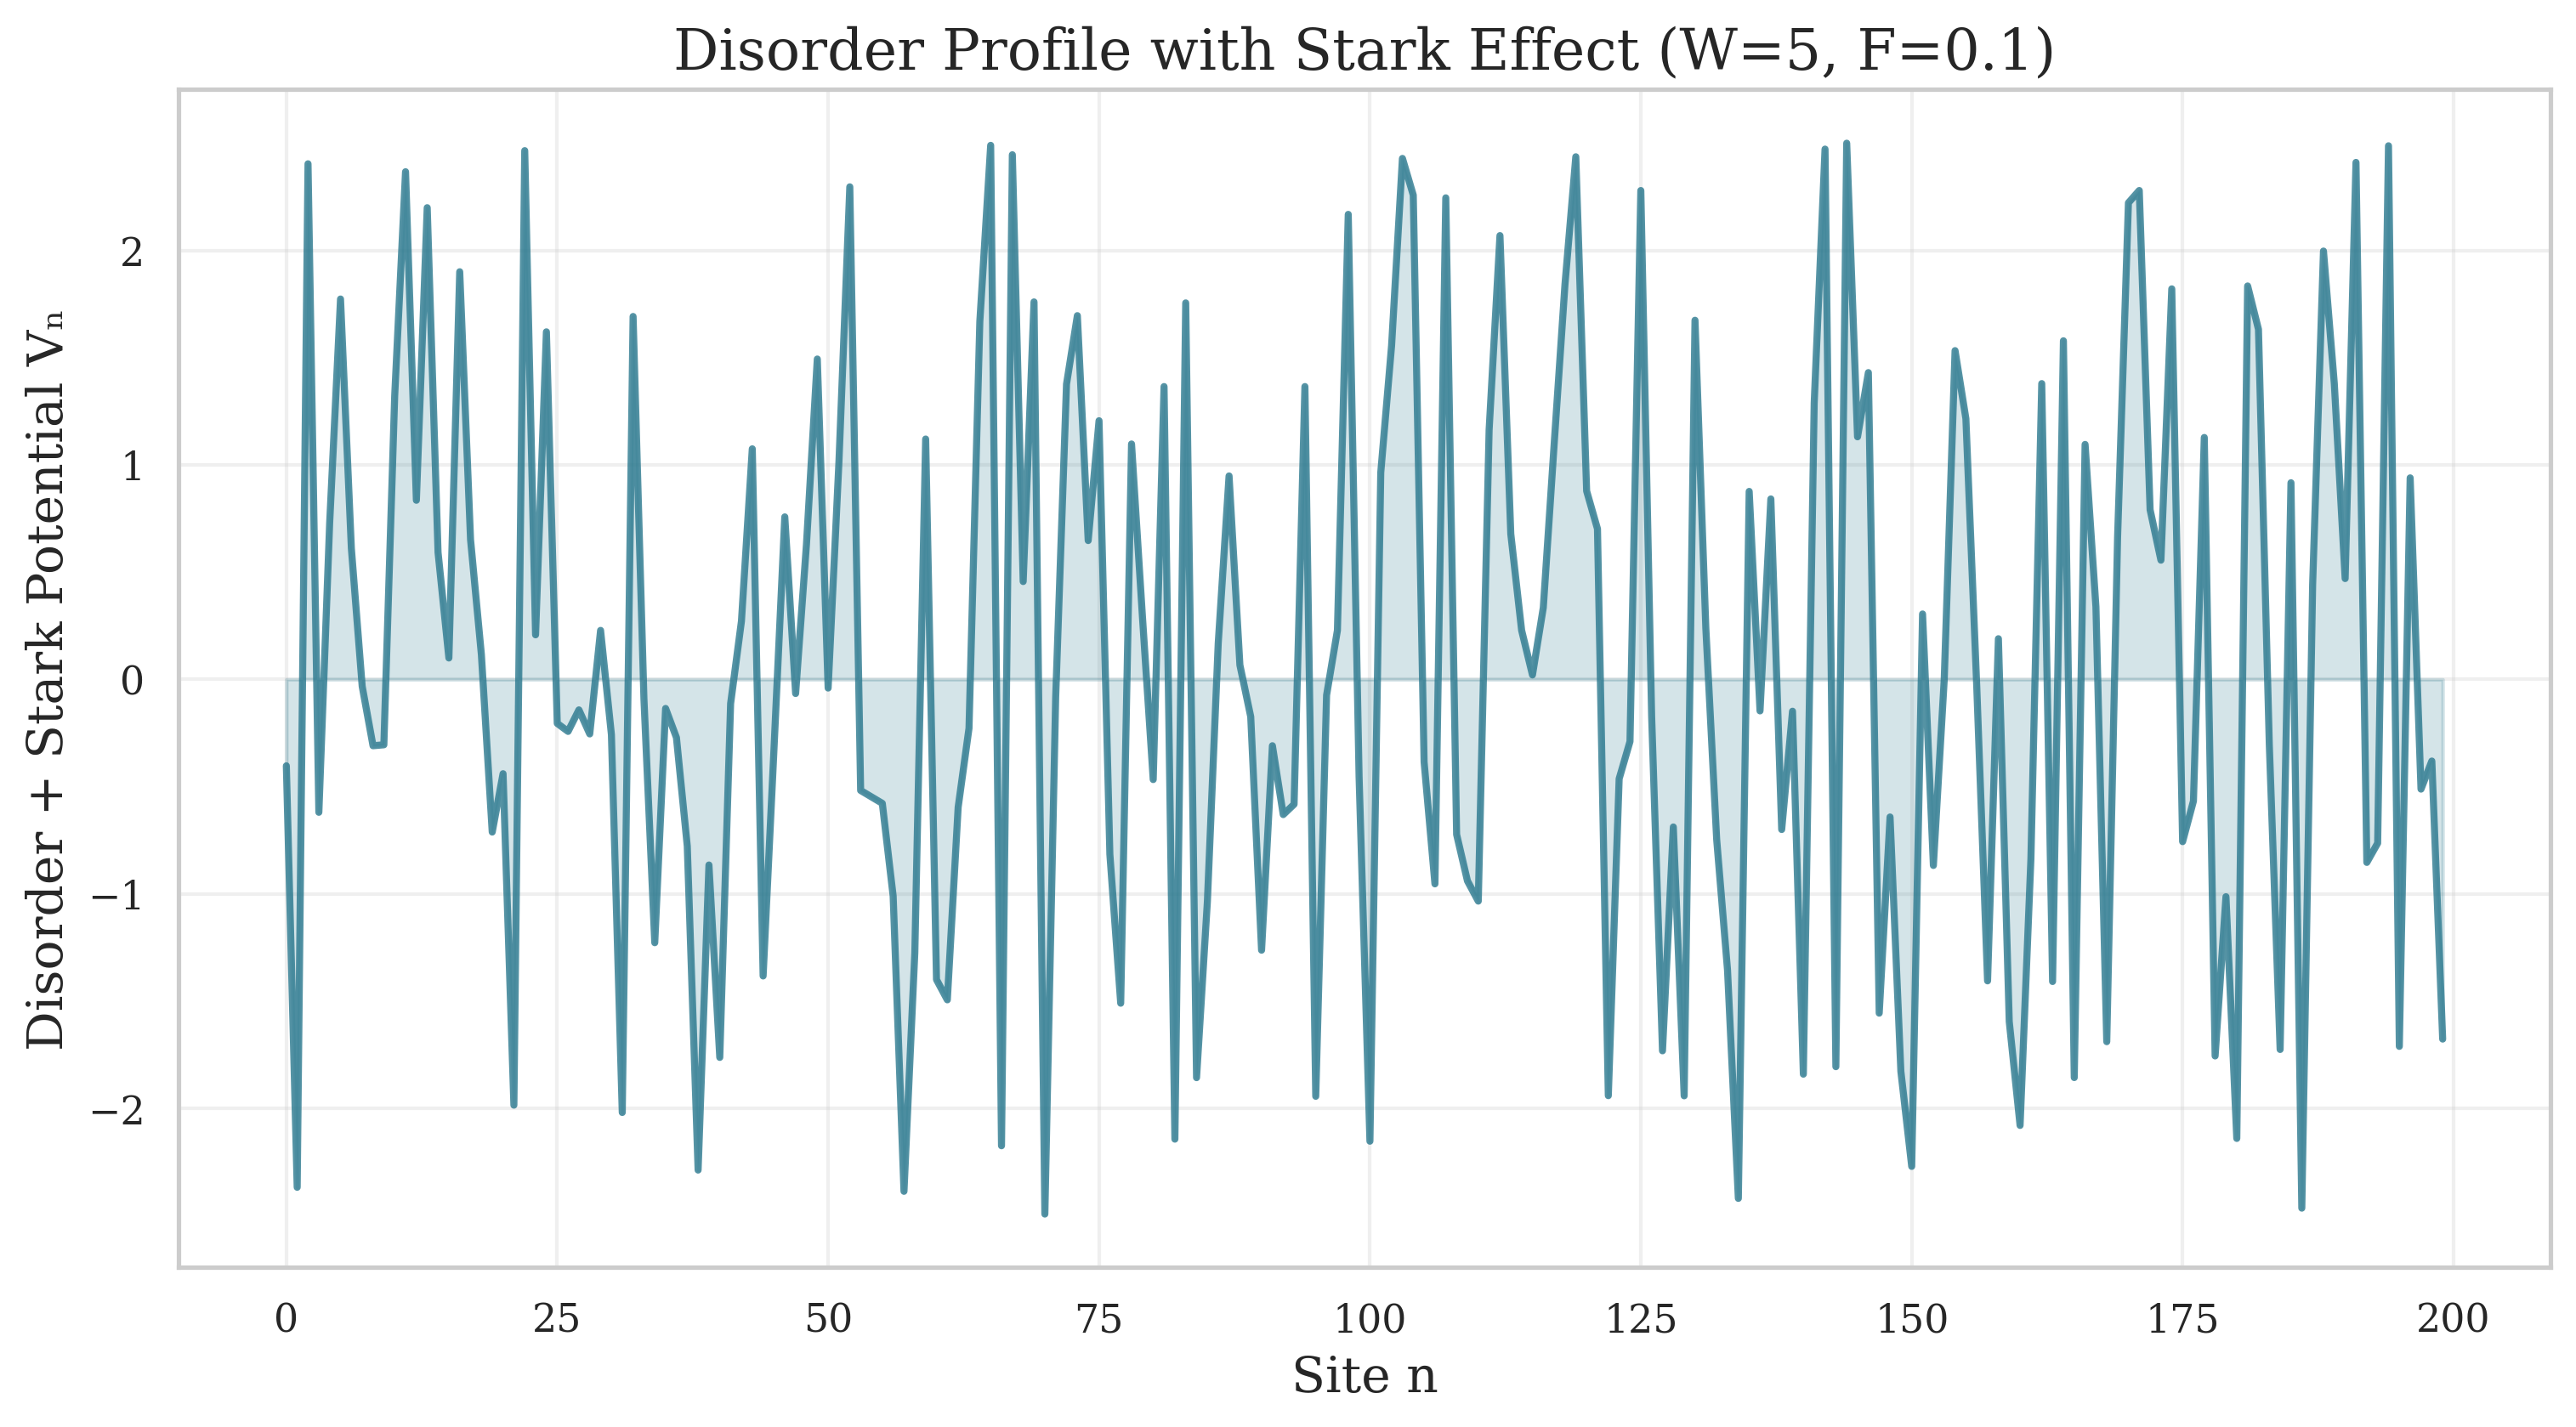 Disorder Profile with Stark Effect (W=5, F=0.1)
Disorder + Stark Potential Vₙ
2
1
0
−1
−2
0 25 50 75 100 125 150 175 200
Site n